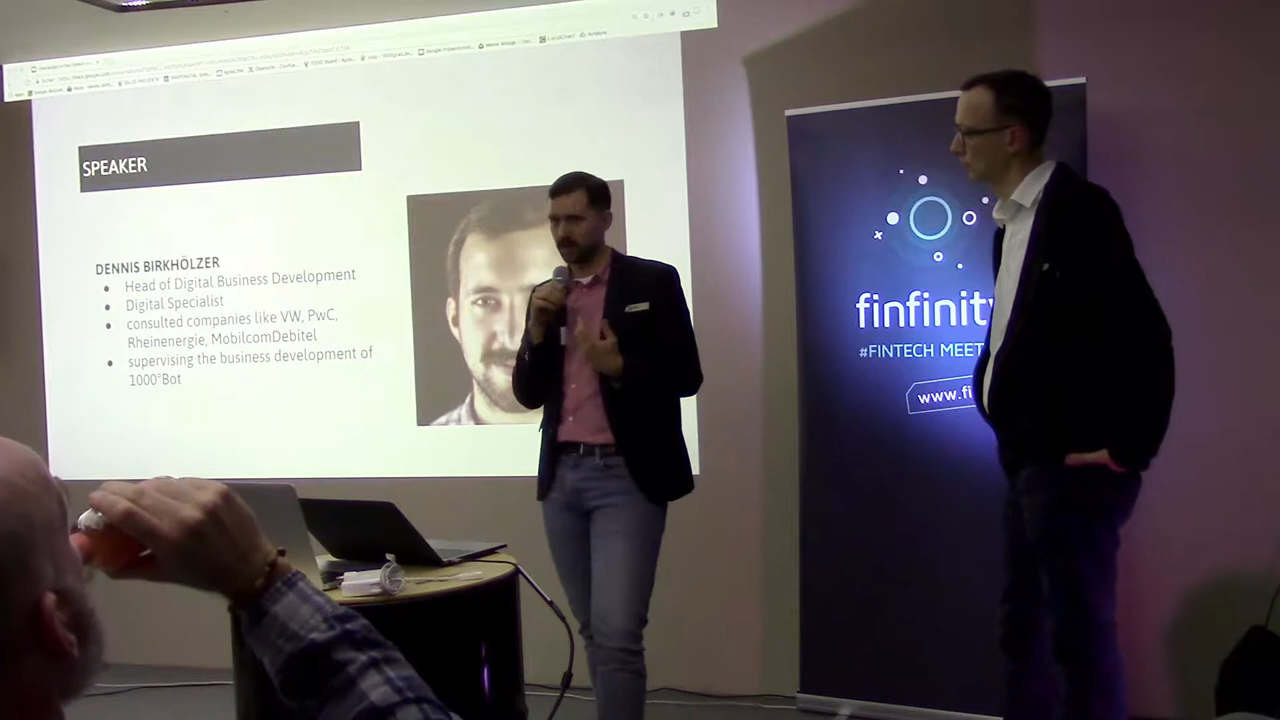 SPEAKER
DENNIS BIRKHÖLZER
Head of Digital Business Development
Digital Specialist
consulted companies like VW, PwC,
Rheinenergie, MobilcomDebitel
supervising the business development of
1000°Bot
finfinity
#FINTECH MEET
www.fi